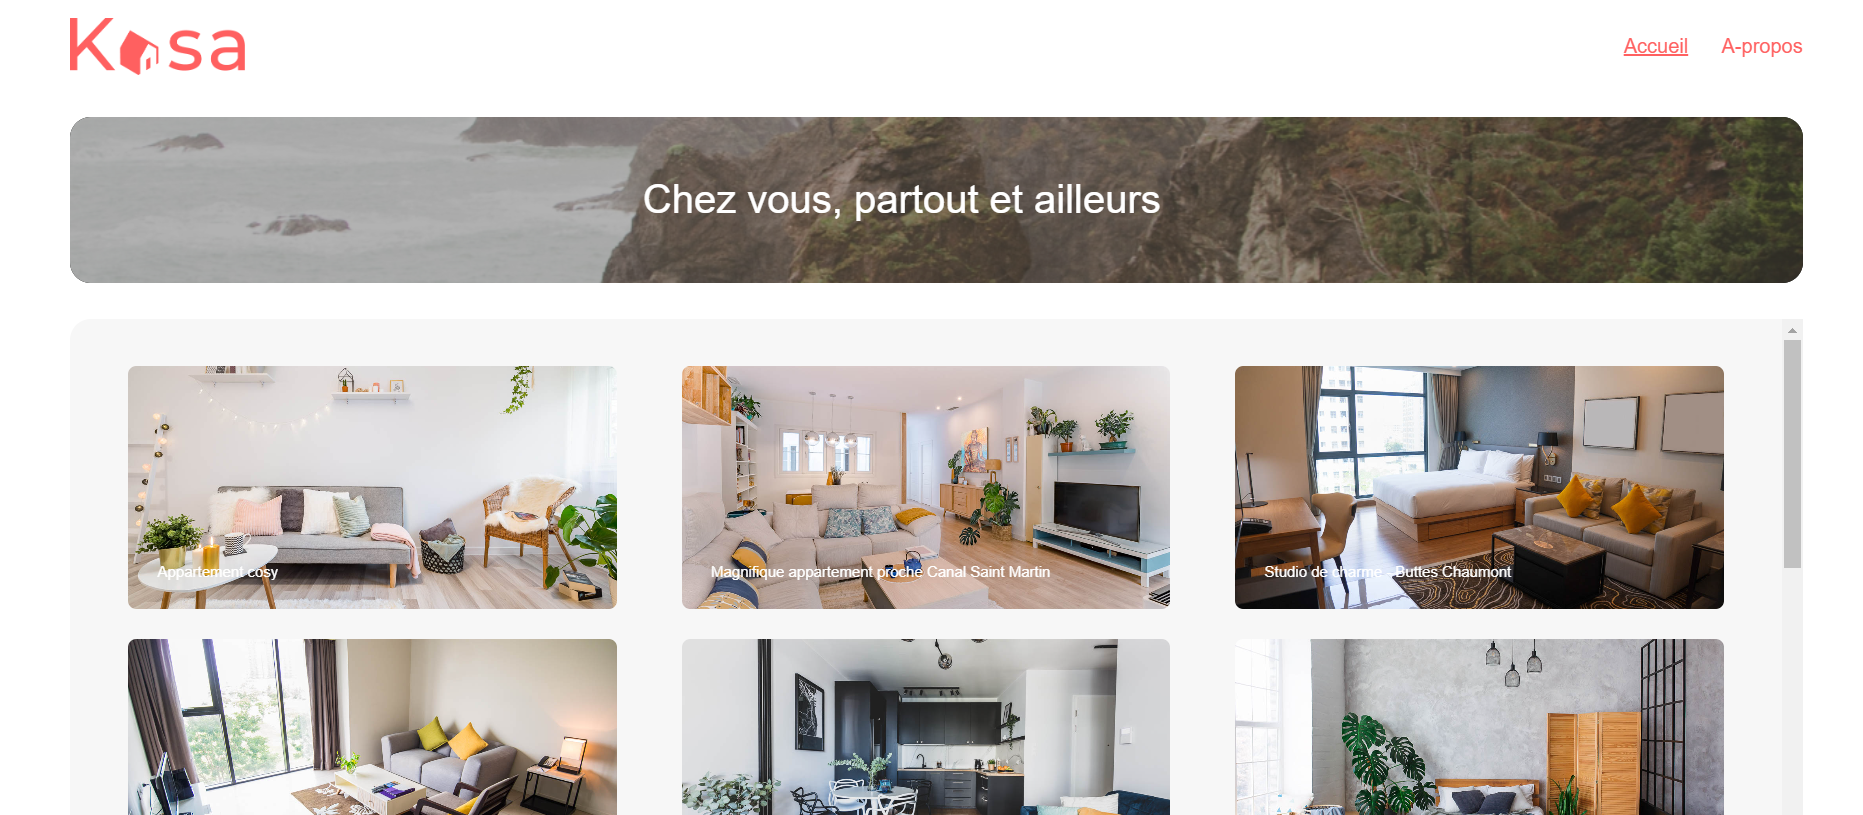 Kasa
Accueil
A-propos
Chez vous, partout et ailleurs
Appartement cosy
Magnifique appartement proche Canal Saint Martin
Studio de charme - Buttes Chaumont